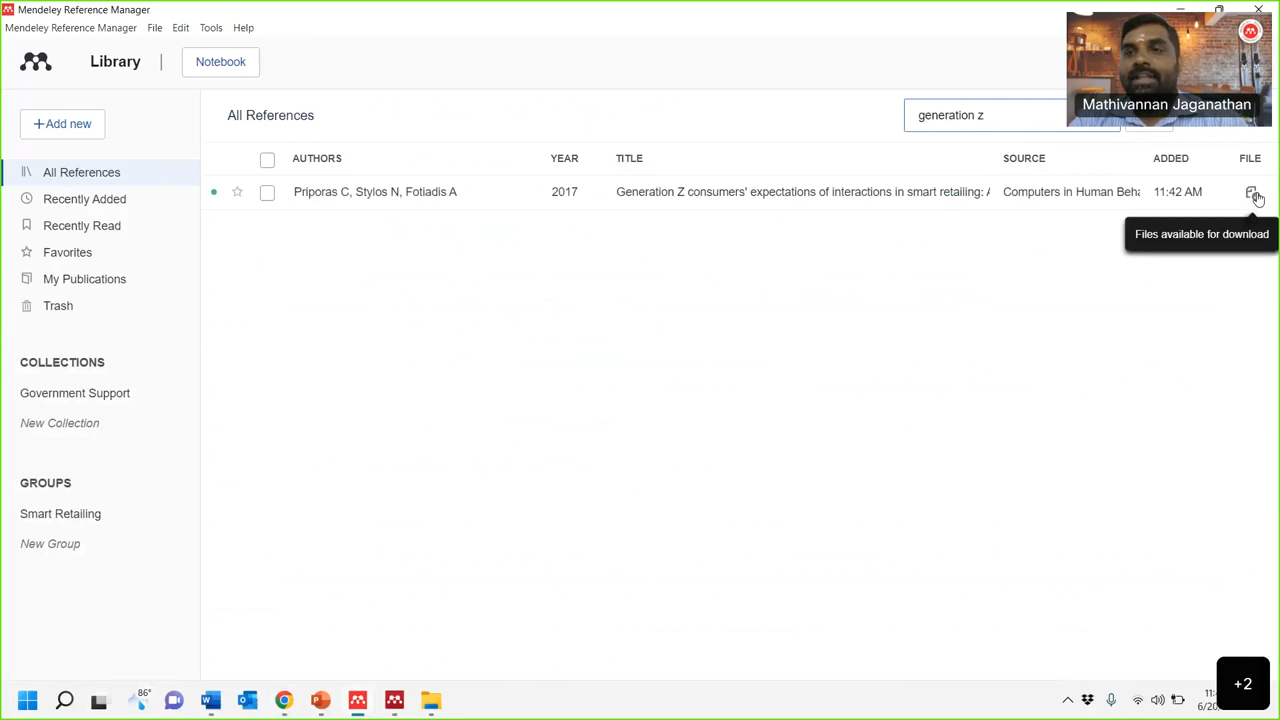 Mendeley Reference Manager
Mendeley Reference Manager File Edit Tools Help
Library | Notebook
Mathivannan Jaganathan
+Add new
All References
generation z
All References
Recently Added
Recently Read
Favorites
My Publications
Trash
AUTHORS YEAR TITLE SOURCE ADDED FILE
Priporas C, Stylos N, Fotiadis A 2017 Generation Z consumers' expectations of interactions in smart retailing: Computers in Human 11:42 AM
Files available for download
COLLECTIONS
Government Support
New Collection
GROUPS
Smart Retailing
New Group
86°
+2